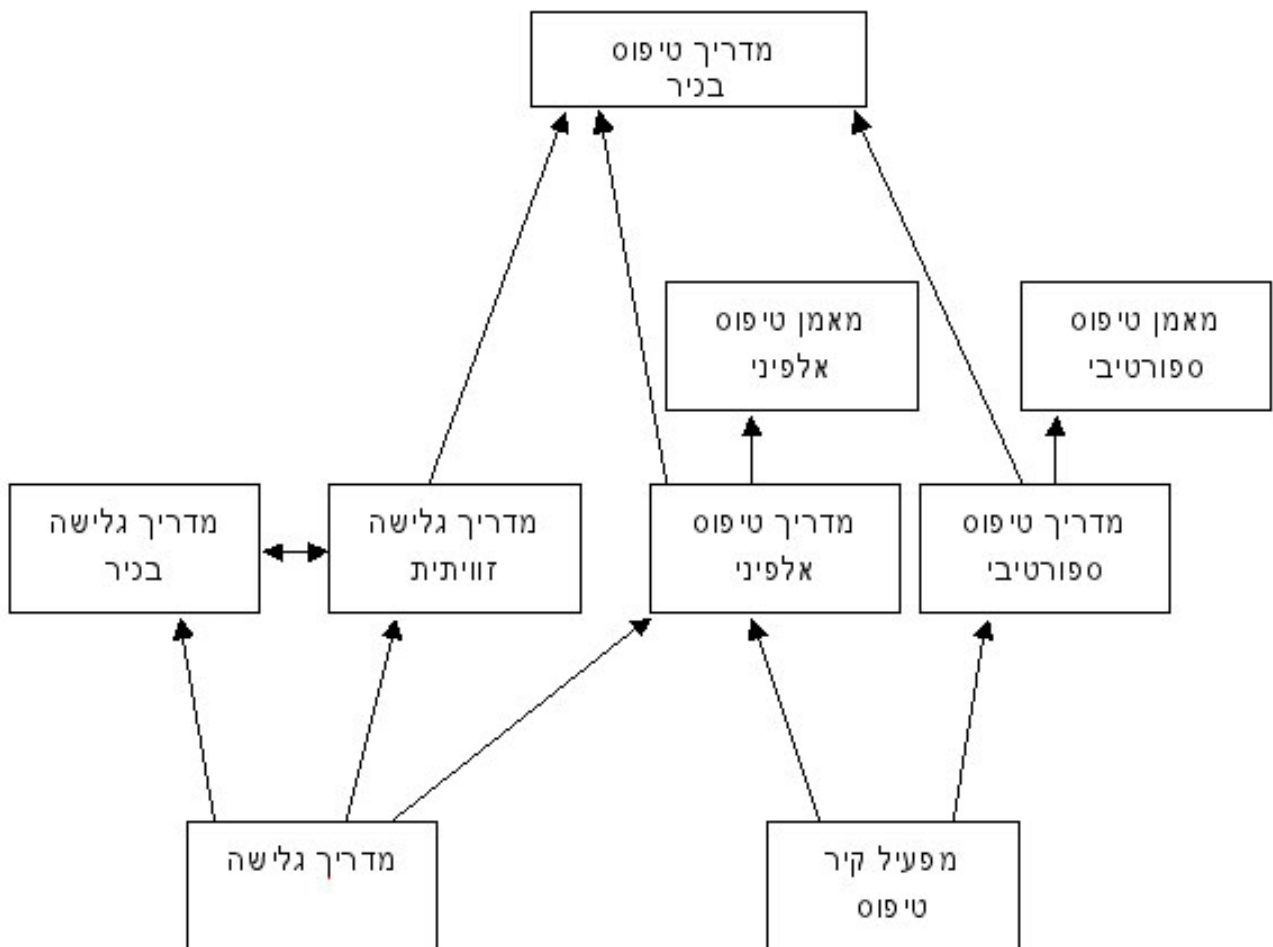 מדריך טיפוס
בכיר
מאמן טיפוס
ספורטיבי
מאמן טיפוס
אלפיני
מדריך טיפוס
ספורטיבי
מדריך טיפוס
אלפיני
מדריך גלישה
זוויתית
מדריך גלישה
בכיר
מפעיל קיר
טיפוס
מדריך גלישה